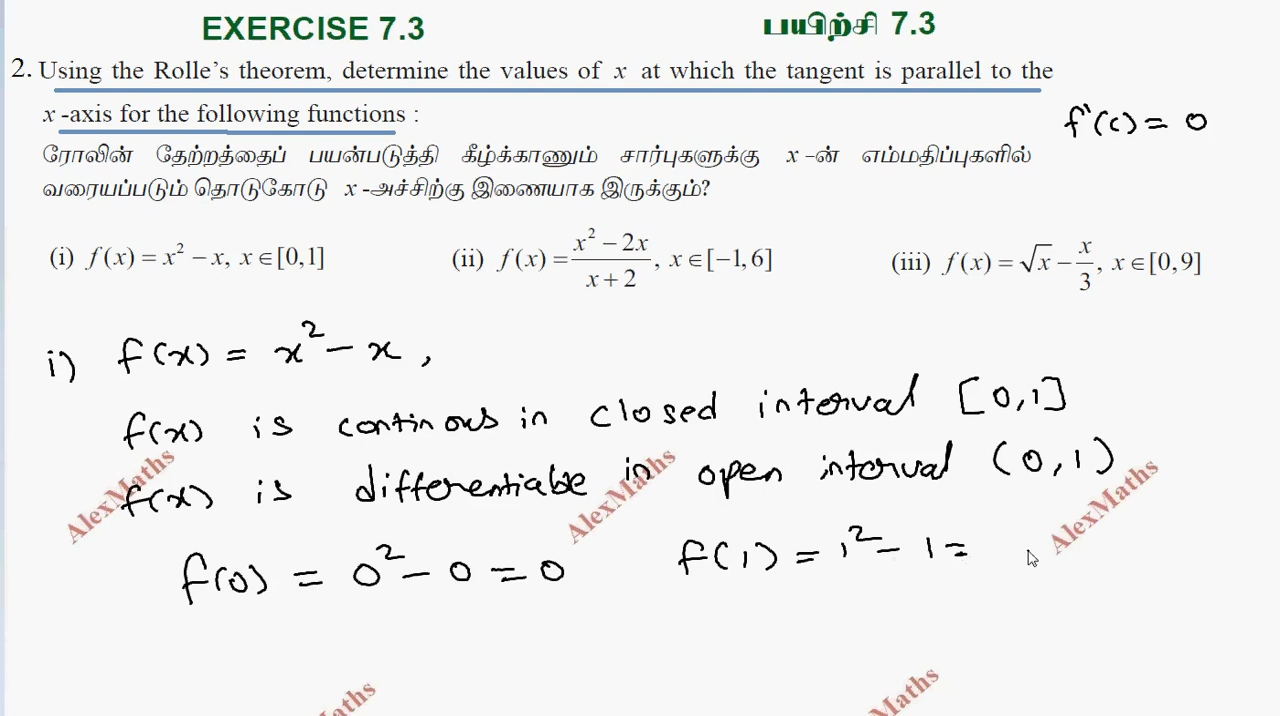 EXERCISE 7.3
பயிற்சி 7.3
2. Using the Rolle's theorem, determine the values of x at which the tangent is parallel to the
x -axis for the following functions :
f'(c) = 0
ரோலின் தேற்றத்தைப் பயன்படுத்தி கீழ்க்காணும் சார்புகளுக்கு x -ன் எம்மதிப்புகளில்
வரையப்படும் தொடுகோடு x -அச்சிற்கு இணையாக இருக்கும்?
(i) f(x) = x² − x, x ∈ [0,1] (ii) f(x) = (x² − 2x)/(x + 2), x ∈ [−1, 6] (iii) f(x) = √x − x/3, x ∈ [0,9]
i) f(x) = x² − x ,
f(x) is continous in closed interval [0,1]
f(x) is differentiable in open interval (0,1)
AlexMaths AlexMaths AlexMaths
f(0) = 0² − 0 = 0 f(1) = 1² − 1 =
Maths Maths